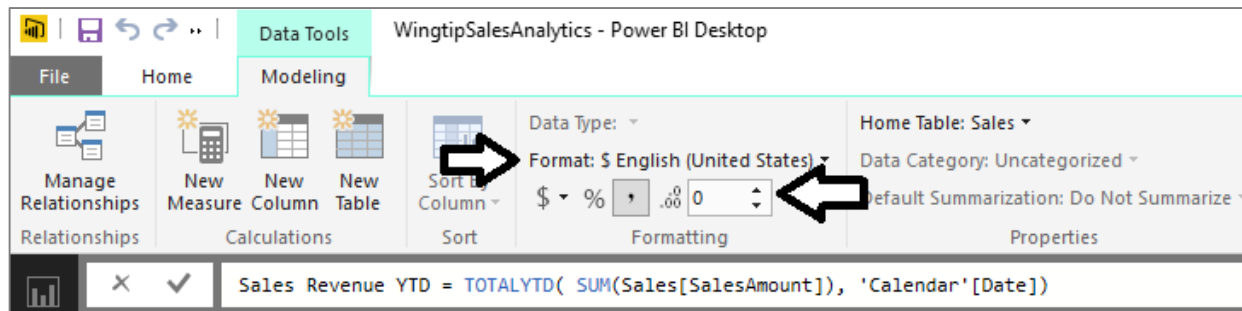 WingtipSalesAnalytics - Power BI Desktop
Data Tools
File Home Modeling
Manage Relationships
New Measure
New Column
New Table
Sort By Column
Data Type:
Format: $ English (United States)
$ % , .00 0
Home Table: Sales
Data Category: Uncategorized
Default Summarization: Do Not Summarize
Relationships Calculations Sort Formatting Properties
Sales Revenue YTD = TOTALYTD( SUM(Sales[SalesAmount]), 'Calendar'[Date])